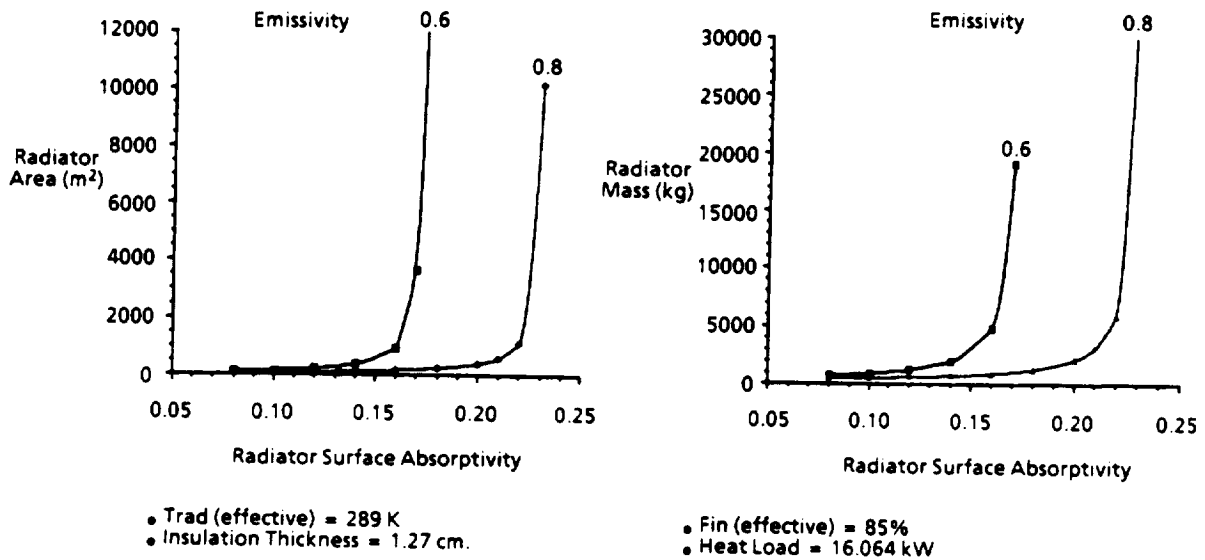 Emissivity
0.6
0.8
12000
10000
8000
6000
4000
2000
0
Radiator
Area (m²)
0.05 0.10 0.15 0.20 0.25
Radiator Surface Absorptivity
• Trad (effective) = 289 K
• Insulation Thickness = 1.27 cm.
Emissivity
0.8
0.6
30000
25000
20000
15000
10000
5000
0
Radiator
Mass (kg)
0.05 0.10 0.15 0.20 0.25
Radiator Surface Absorptivity
• Fin (effective) = 85%
• Heat Load = 16.064 kW